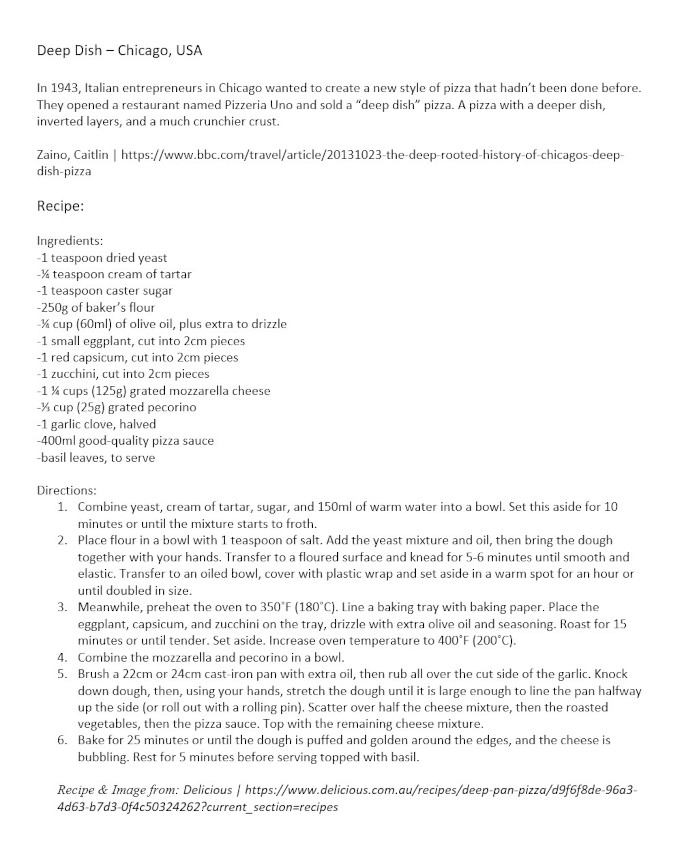 Deep Dish – Chicago, USA
In 1943, Italian entrepreneurs in Chicago wanted to create a new style of pizza that hadn't been done before.
They opened a restaurant named Pizzeria Uno and sold a "deep dish" pizza. A pizza with a deeper dish,
inverted layers, and a much crunchier crust.
Zaino, Caitlin | https://www.bbc.com/travel/article/20131023-the-deep-rooted-history-of-chicagos-deep-
dish-pizza
Recipe:
Ingredients:
-1 teaspoon dried yeast
-¼ teaspoon cream of tartar
-1 teaspoon caster sugar
-250g of baker's flour
-¼ cup (60ml) of olive oil, plus extra to drizzle
-1 small eggplant, cut into 2cm pieces
-1 red capsicum, cut into 2cm pieces
-1 zucchini, cut into 2cm pieces
-1 ¼ cups (125g) grated mozzarella cheese
-⅓ cup (25g) grated pecorino
-1 garlic clove, halved
-400ml good-quality pizza sauce
-basil leaves, to serve
Directions:
1. Combine yeast, cream of tartar, sugar, and 150ml of warm water into a bowl. Set this aside for 10
minutes or until the mixture starts to froth.
2. Place flour in a bowl with 1 teaspoon of salt. Add the yeast mixture and oil, then bring the dough
together with your hands. Transfer to a floured surface and knead for 5-6 minutes until smooth and
elastic. Transfer to an oiled bowl, cover with plastic wrap and set aside in a warm spot for an hour or
until doubled in size.
3. Meanwhile, preheat the oven to 350˚F (180˚C). Line a baking tray with baking paper. Place the
eggplant, capsicum, and zucchini on the tray, drizzle with extra olive oil and seasoning. Roast for 15
minutes or until tender. Set aside. Increase oven temperature to 400˚F (200˚C).
4. Combine the mozzarella and pecorino in a bowl.
5. Brush a 22cm or 24cm cast-iron pan with extra oil, then rub all over the cut side of the garlic. Knock
down dough, then, using your hands, stretch the dough until it is large enough to line the pan halfway
up the side (or roll out with a rolling pin). Scatter over half the cheese mixture, then the roasted
vegetables, then the pizza sauce. Top with the remaining cheese mixture.
6. Bake for 25 minutes or until the dough is puffed and golden around the edges, and the cheese is
bubbling. Rest for 5 minutes before serving topped with basil.
Recipe & Image from: Delicious | https://www.delicious.com.au/recipes/deep-pan-pizza/d9f6f8de-96a3-
4d63-b7d3-0f4c50324262?current_section=recipes